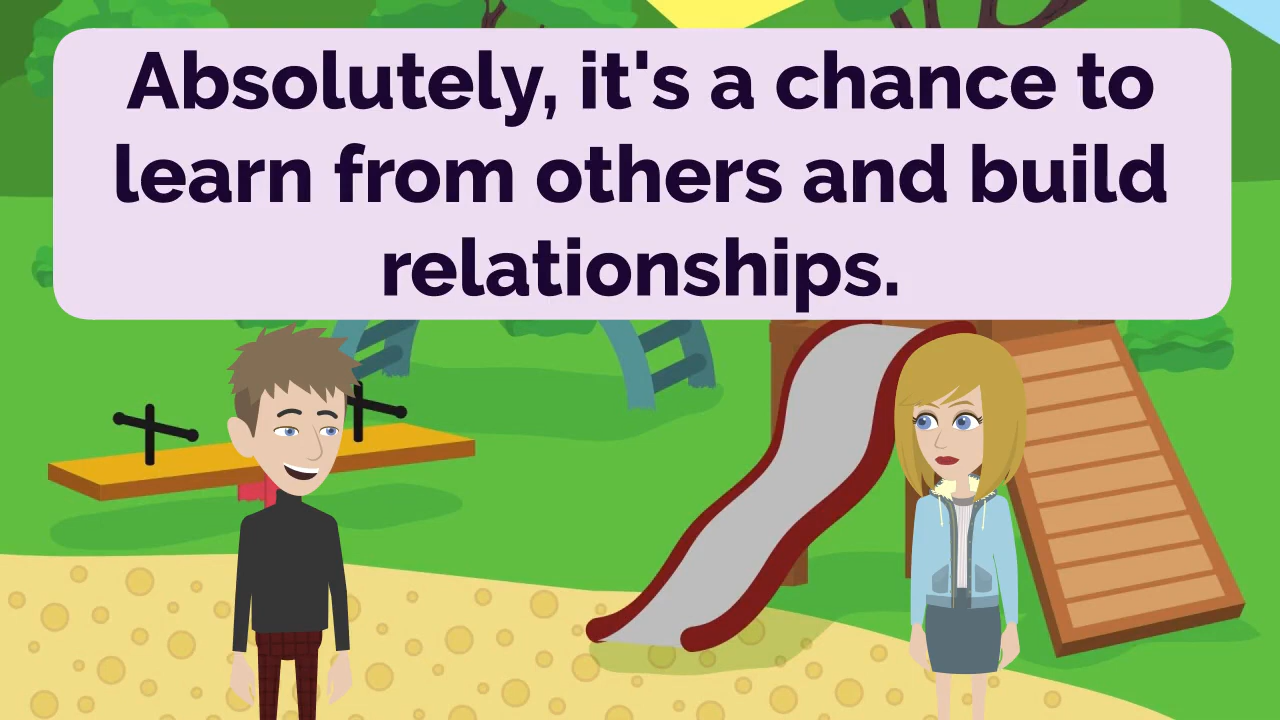 Absolutely, it's a chance to
learn from others and build
relationships.